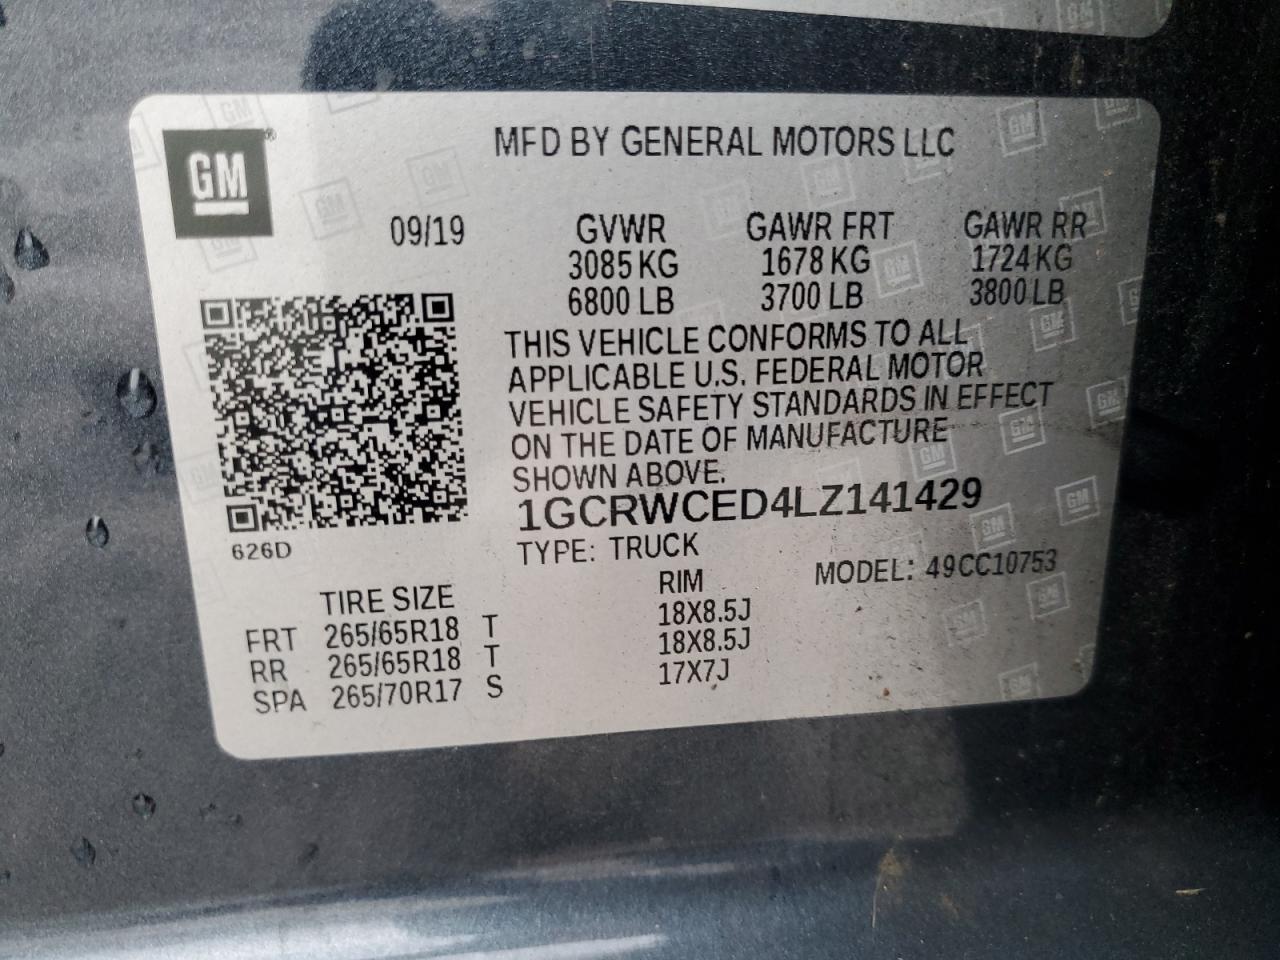 GM
MFD BY GENERAL MOTORS LLC
09/19
GVWR GAWR FRT GAWR RR
3085 KG 1678 KG 1724 KG
6800 LB 3700 LB 3800 LB
THIS VEHICLE CONFORMS TO ALL
APPLICABLE U.S. FEDERAL MOTOR
VEHICLE SAFETY STANDARDS IN EFFECT
ON THE DATE OF MANUFACTURE
SHOWN ABOVE.
1GCRWCED4LZ141429
626D
TYPE: TRUCK
MODEL: 49CC10753
TIRE SIZE RIM
FRT 265/65R18 T 18X8.5J
RR 265/65R18 T 18X8.5J
SPA 265/70R17 S 17X7J